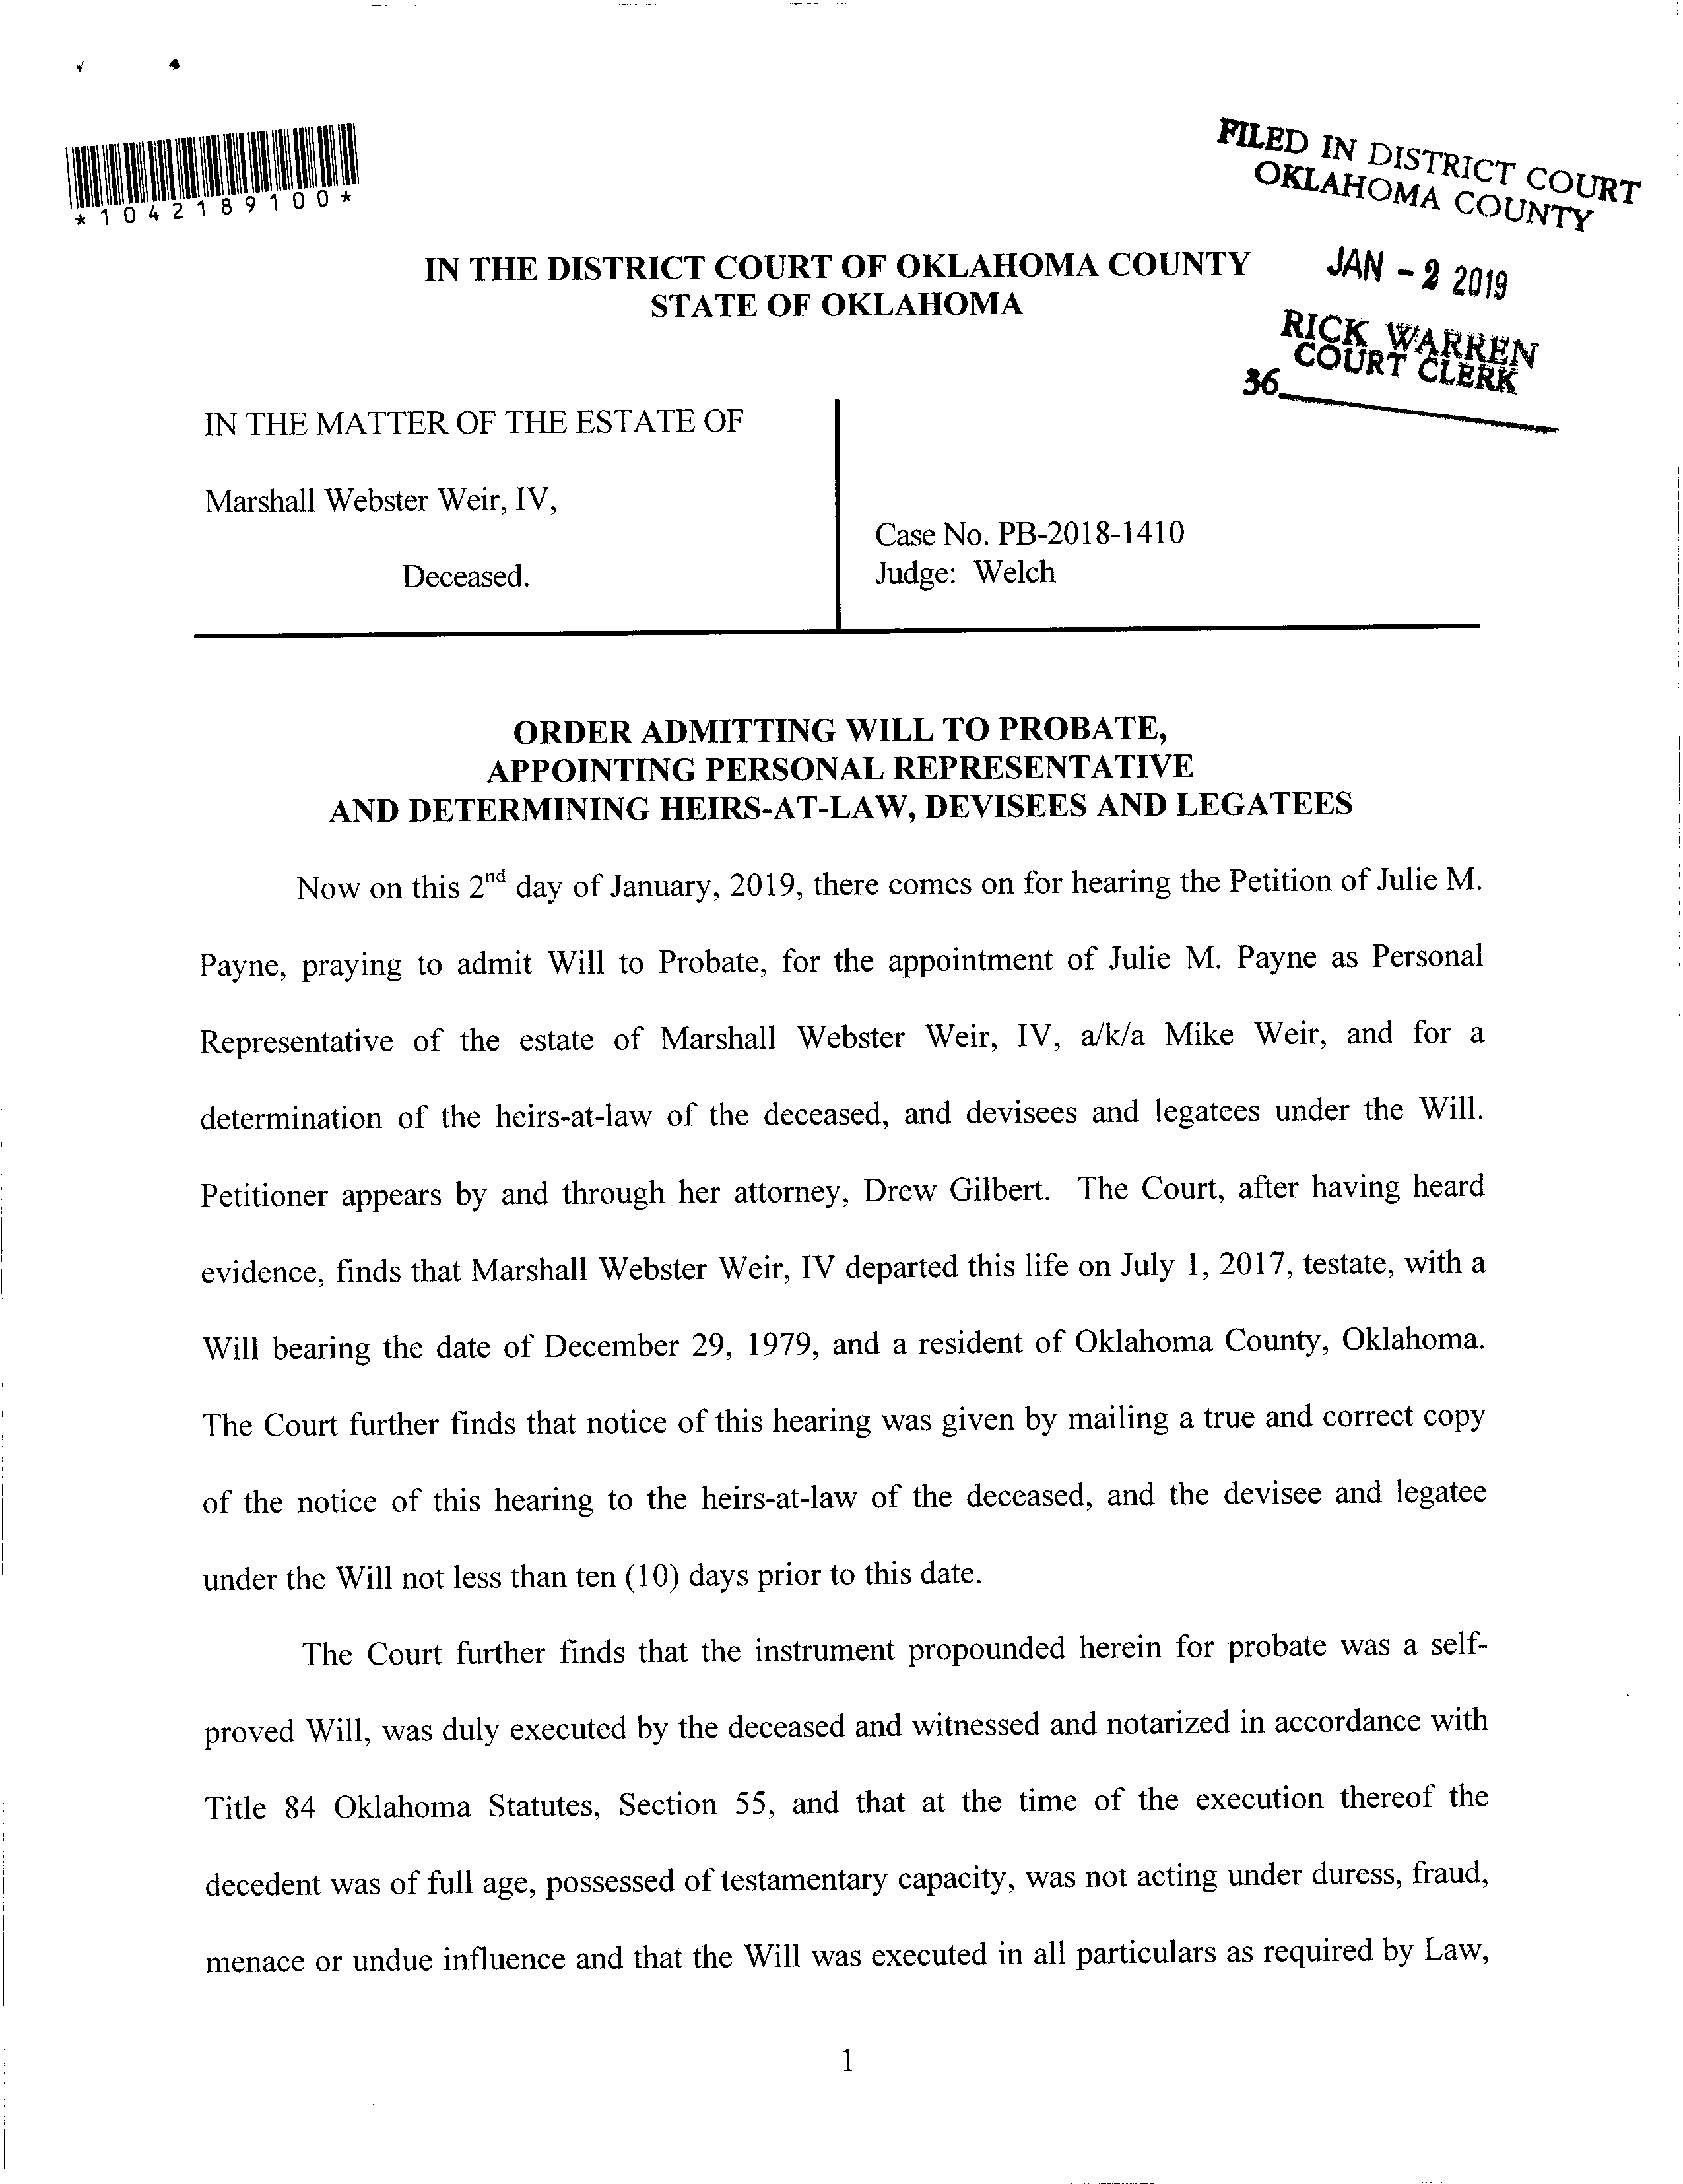 *1042189100*
FILED IN DISTRICT COURT
OKLAHOMA COUNTY
JAN - 2 2019
RICK WARREN
COURT CLERK
36
IN THE DISTRICT COURT OF OKLAHOMA COUNTY
STATE OF OKLAHOMA
IN THE MATTER OF THE ESTATE OF
Marshall Webster Weir, IV,
Deceased.
Case No. PB-2018-1410
Judge: Welch
ORDER ADMITTING WILL TO PROBATE,
APPOINTING PERSONAL REPRESENTATIVE
AND DETERMINING HEIRS-AT-LAW, DEVISEES AND LEGATEES
Now on this 2nd day of January, 2019, there comes on for hearing the Petition of Julie M.
Payne, praying to admit Will to Probate, for the appointment of Julie M. Payne as Personal
Representative of the estate of Marshall Webster Weir, IV, a/k/a Mike Weir, and for a
determination of the heirs-at-law of the deceased, and devisees and legatees under the Will.
Petitioner appears by and through her attorney, Drew Gilbert. The Court, after having heard
evidence, finds that Marshall Webster Weir, IV departed this life on July 1, 2017, testate, with a
Will bearing the date of December 29, 1979, and a resident of Oklahoma County, Oklahoma.
The Court further finds that notice of this hearing was given by mailing a true and correct copy
of the notice of this hearing to the heirs-at-law of the deceased, and the devisee and legatee
under the Will not less than ten (10) days prior to this date.
The Court further finds that the instrument propounded herein for probate was a self-
proved Will, was duly executed by the deceased and witnessed and notarized in accordance with
Title 84 Oklahoma Statutes, Section 55, and that at the time of the execution thereof the
decedent was of full age, possessed of testamentary capacity, was not acting under duress, fraud,
menace or undue influence and that the Will was executed in all particulars as required by Law,
1